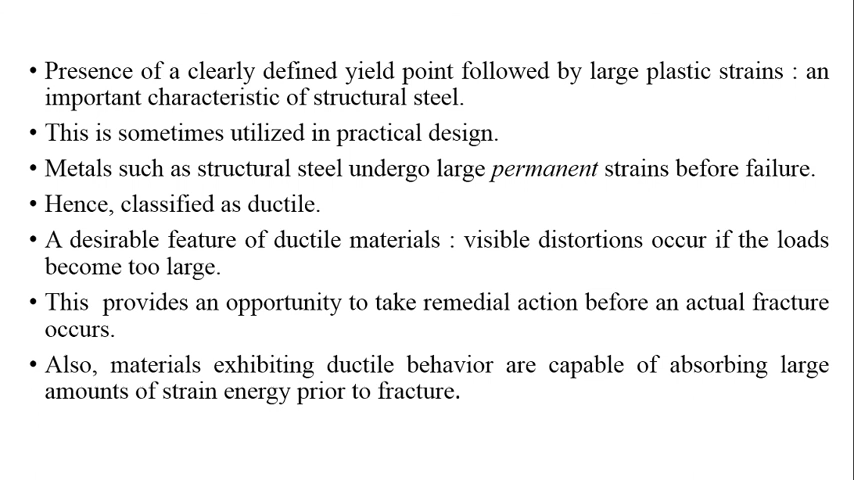 • Presence of a clearly defined yield point followed by large plastic strains : an
important characteristic of structural steel.
• This is sometimes utilized in practical design.
• Metals such as structural steel undergo large permanent strains before failure.
• Hence, classified as ductile.
• A desirable feature of ductile materials : visible distortions occur if the loads
become too large.
• This  provides an opportunity to take remedial action before an actual fracture
occurs.
• Also, materials exhibiting ductile behavior are capable of absorbing large
amounts of strain energy prior to fracture.